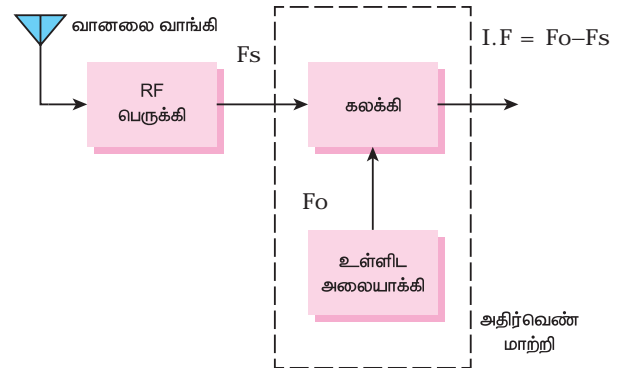 வானலை வாங்கி
I.F = Fo–Fs
Fs
RF
பெருக்கி
கலக்கி
Fo
உள்ளிட
அலையாக்கி
அதிர்வெண்
மாற்றி